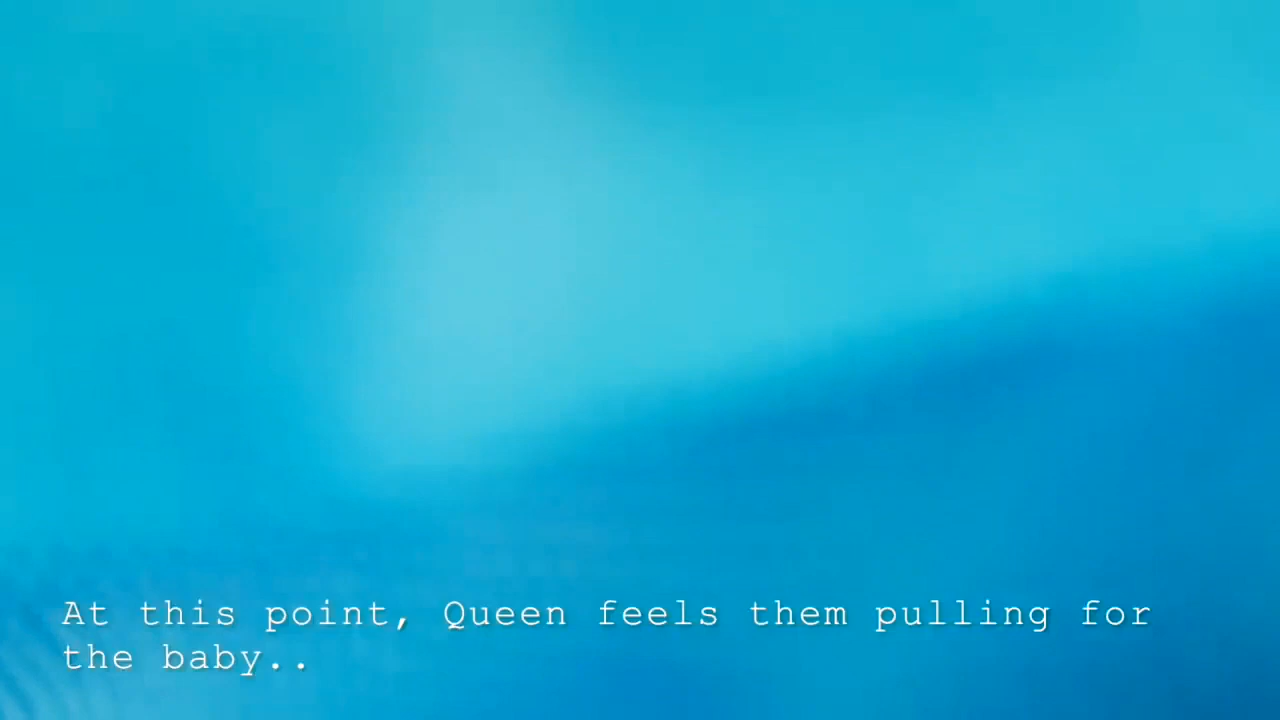 At this point, Queen feels them pulling for
the baby..